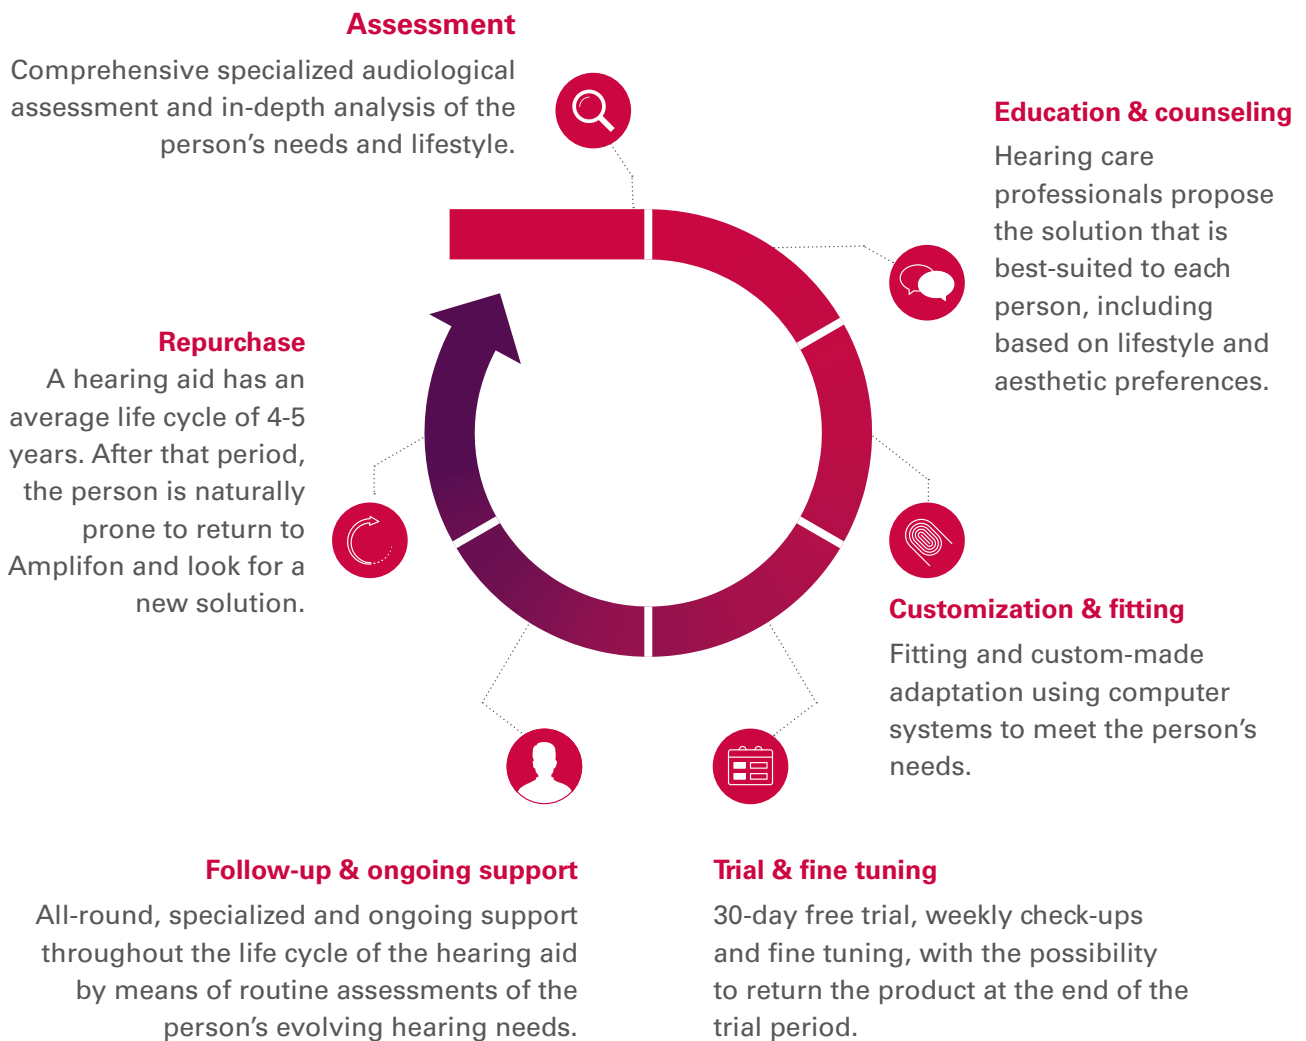 Assessment
Comprehensive specialized audiological
assessment and in-depth analysis of the
person’s needs and lifestyle.
Education & counseling
Hearing care
professionals propose
the solution that is
best-suited to each
person, including
based on lifestyle and
aesthetic preferences.
Customization & fitting
Fitting and custom-made
adaptation using computer
systems to meet the person’s
needs.
Trial & fine tuning
30-day free trial, weekly check-ups
and fine tuning, with the possibility
to return the product at the end of the
trial period.
Follow-up & ongoing support
All-round, specialized and ongoing support
throughout the life cycle of the hearing aid
by means of routine assessments of the
person’s evolving hearing needs.
Repurchase
A hearing aid has an
average life cycle of 4-5
years. After that period,
the person is naturally
prone to return to
Amplifon and look for a
new solution.